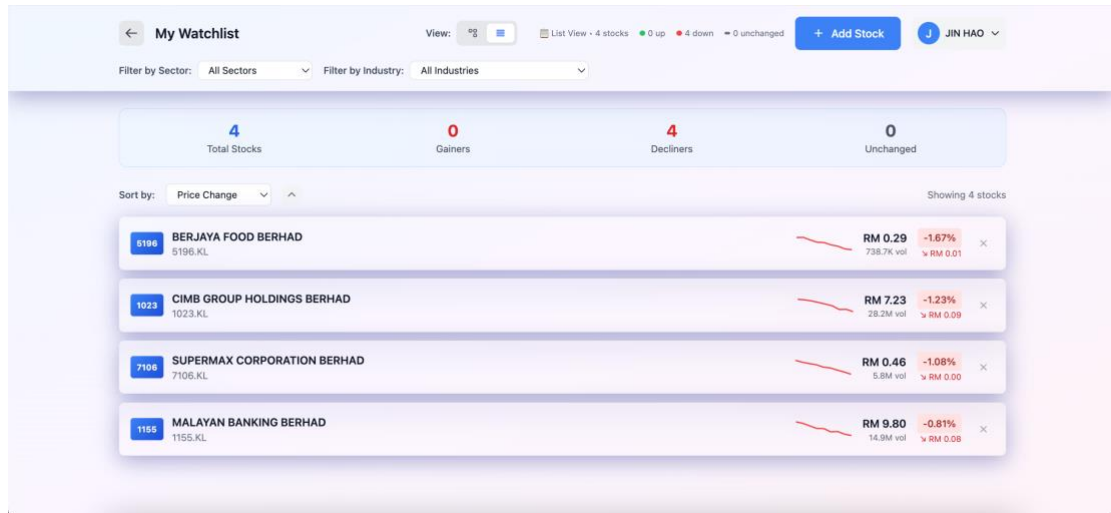 My Watchlist
View:
List View • 4 stocks 0 up 4 down 0 unchanged
+ Add Stock
J JIN HAO
Filter by Sector: All Sectors Filter by Industry: All Industries
4 0 4 0
Total Stocks Gainers Decliners Unchanged
Sort by: Price Change Showing 4 stocks
5196 BERJAYA FOOD BERHAD RM 0.29 -1.67%
5196.KL 738.7K vol ↘ RM 0.01
1023 CIMB GROUP HOLDINGS BERHAD RM 7.23 -1.23%
1023.KL 28.2M vol ↘ RM 0.09
7106 SUPERMAX CORPORATION BERHAD RM 0.46 -1.08%
7106.KL 5.8M vol ↘ RM 0.00
1155 MALAYAN BANKING BERHAD RM 9.80 -0.81%
1155.KL 14.9M vol ↘ RM 0.08